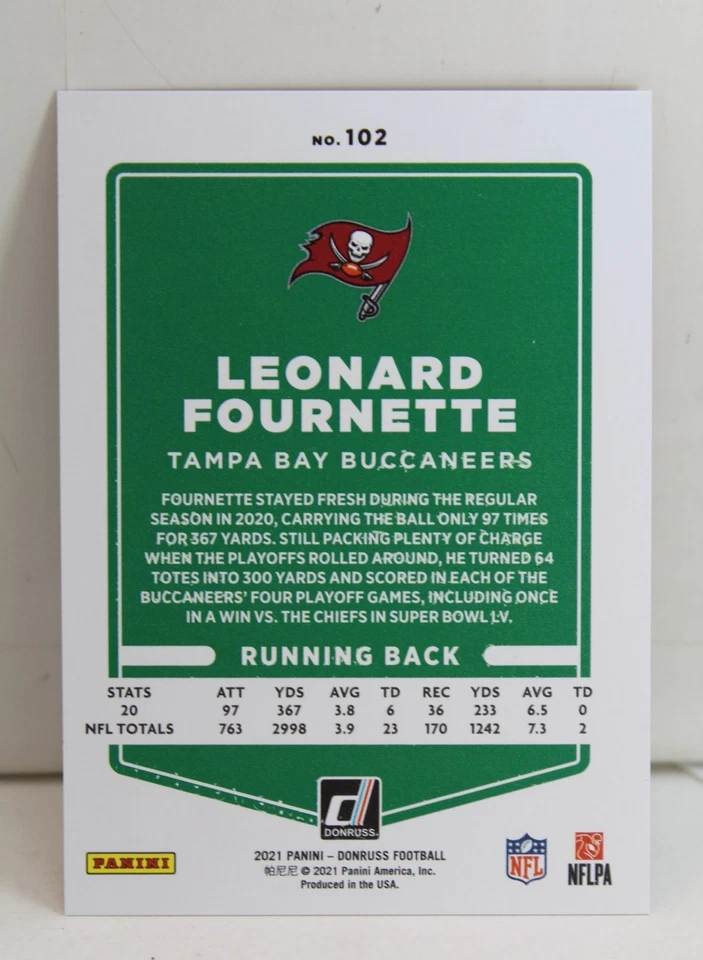 NO. 102
LEONARD
FOURNETTE
TAMPA BAY BUCCANEERS
FOURNETTE STAYED FRESH DURING THE REGULAR
SEASON IN 2020, CARRYING THE BALL ONLY 97 TIMES
FOR 367 YARDS. STILL PACKING PLENTY OF CHARGE
WHEN THE PLAYOFFS ROLLED AROUND, HE TURNED 64
TOTES INTO 300 YARDS AND SCORED IN EACH OF THE
BUCCANEERS' FOUR PLAYOFF GAMES, INCLUDING ONCE
IN A WIN VS. THE CHIEFS IN SUPER BOWL LV.
RUNNING BACK
STATS ATT YDS AVG TD REC YDS AVG TD
20 97 367 3.8 6 36 233 6.5 0
NFL TOTALS 763 2998 3.9 23 170 1242 7.3 2
d
DONRUSS
PANINI
2021 PANINI – DONRUSS FOOTBALL
帕尼尼 © 2021 Panini America, Inc.
Produced in the USA.
NFL
NFLPA